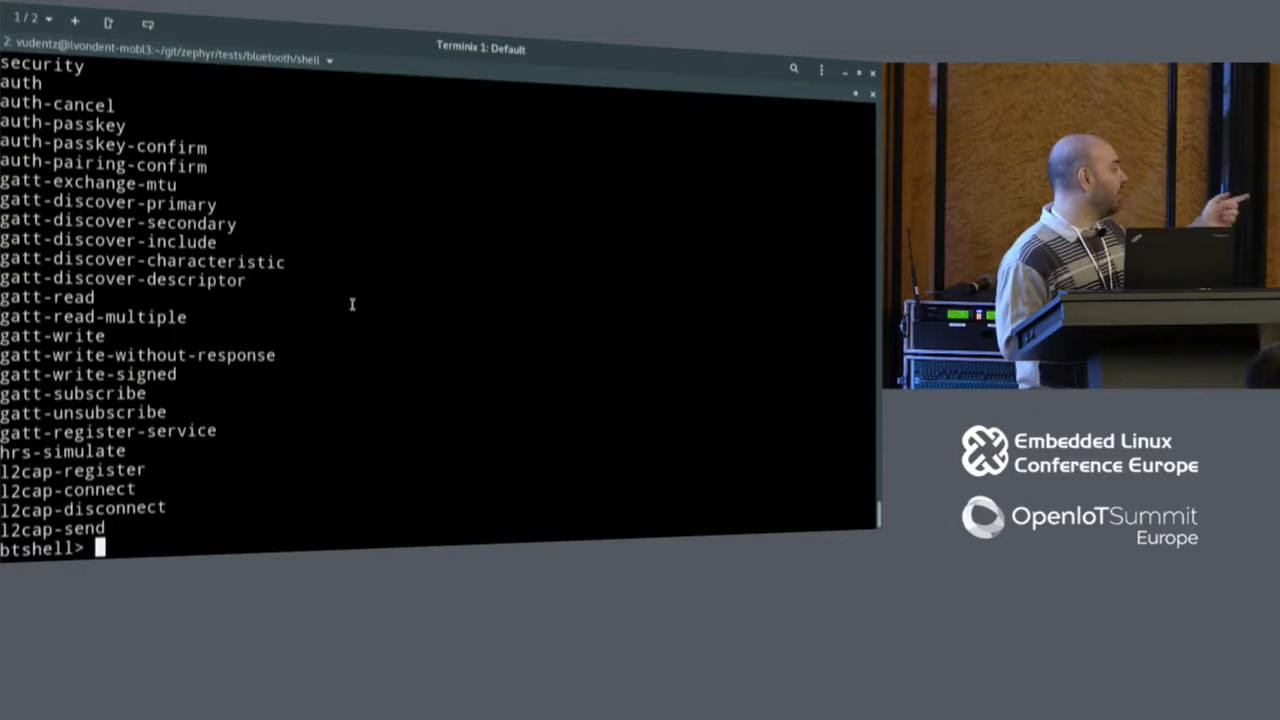 1 / 2
2: vudentz@lvondent-mobl3:~/git/zephyr/tests/bluetooth/shell
Terminix 1: Default
security
auth
auth-cancel
auth-passkey
auth-passkey-confirm
auth-pairing-confirm
gatt-exchange-mtu
gatt-discover-primary
gatt-discover-secondary
gatt-discover-include
gatt-discover-characteristic
gatt-discover-descriptor
gatt-read
gatt-read-multiple
gatt-write
gatt-write-without-response
gatt-write-signed
gatt-subscribe
gatt-unsubscribe
gatt-register-service
hrs-simulate
l2cap-register
l2cap-connect
l2cap-disconnect
l2cap-send
btshell>
Embedded Linux
Conference Europe
OpenIoTSummit
Europe